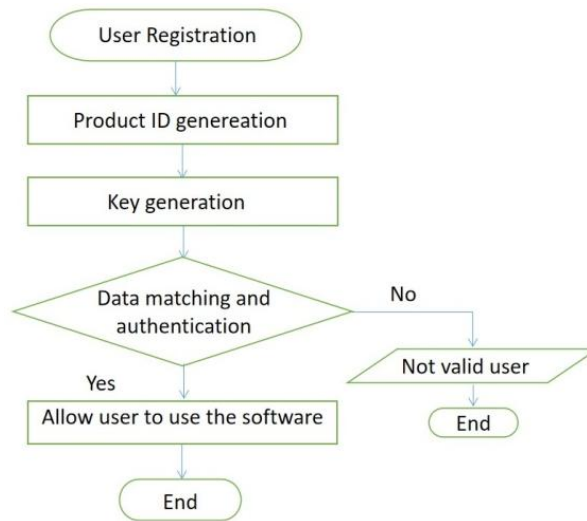 User Registration
Product ID genereation
Key generation
Data matching and
authentication
No
Not valid user
Yes
Allow user to use the software
End
End